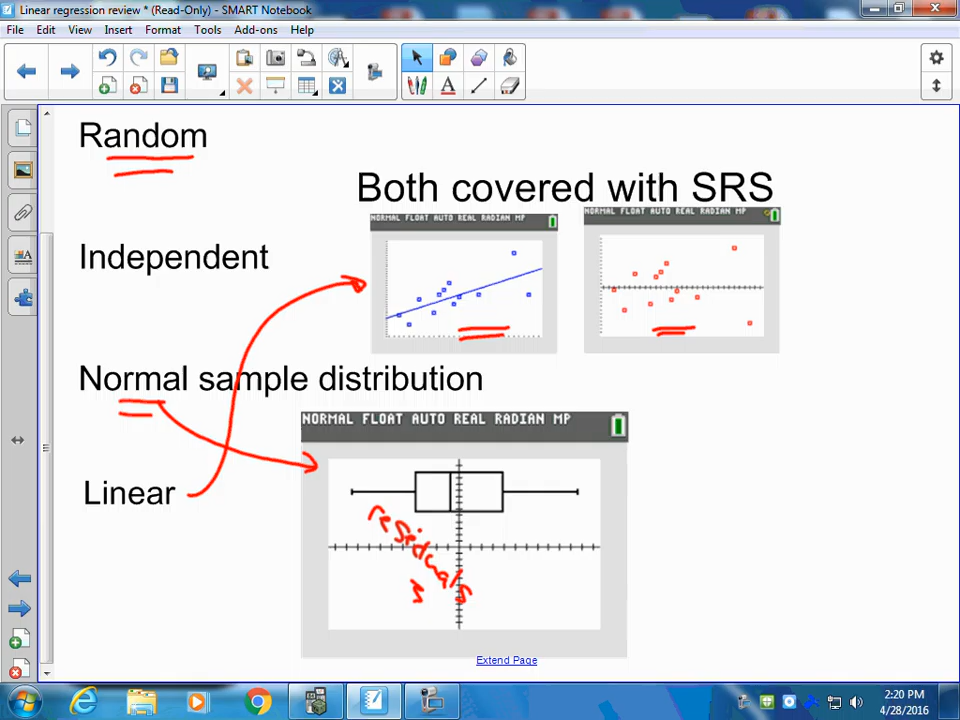 Linear regression review * (Read-Only) - SMART Notebook
File Edit View Insert Format Tools Add-ons Help
Random
Both covered with SRS
NORMAL FLOAT AUTO REAL RADIAN MP
NORMAL FLOAT AUTO REAL RADIAN MP
Independent
Normal sample distribution
NORMAL FLOAT AUTO REAL RADIAN MP
Linear
residuals
Extend Page
2:20 PM
4/28/2016